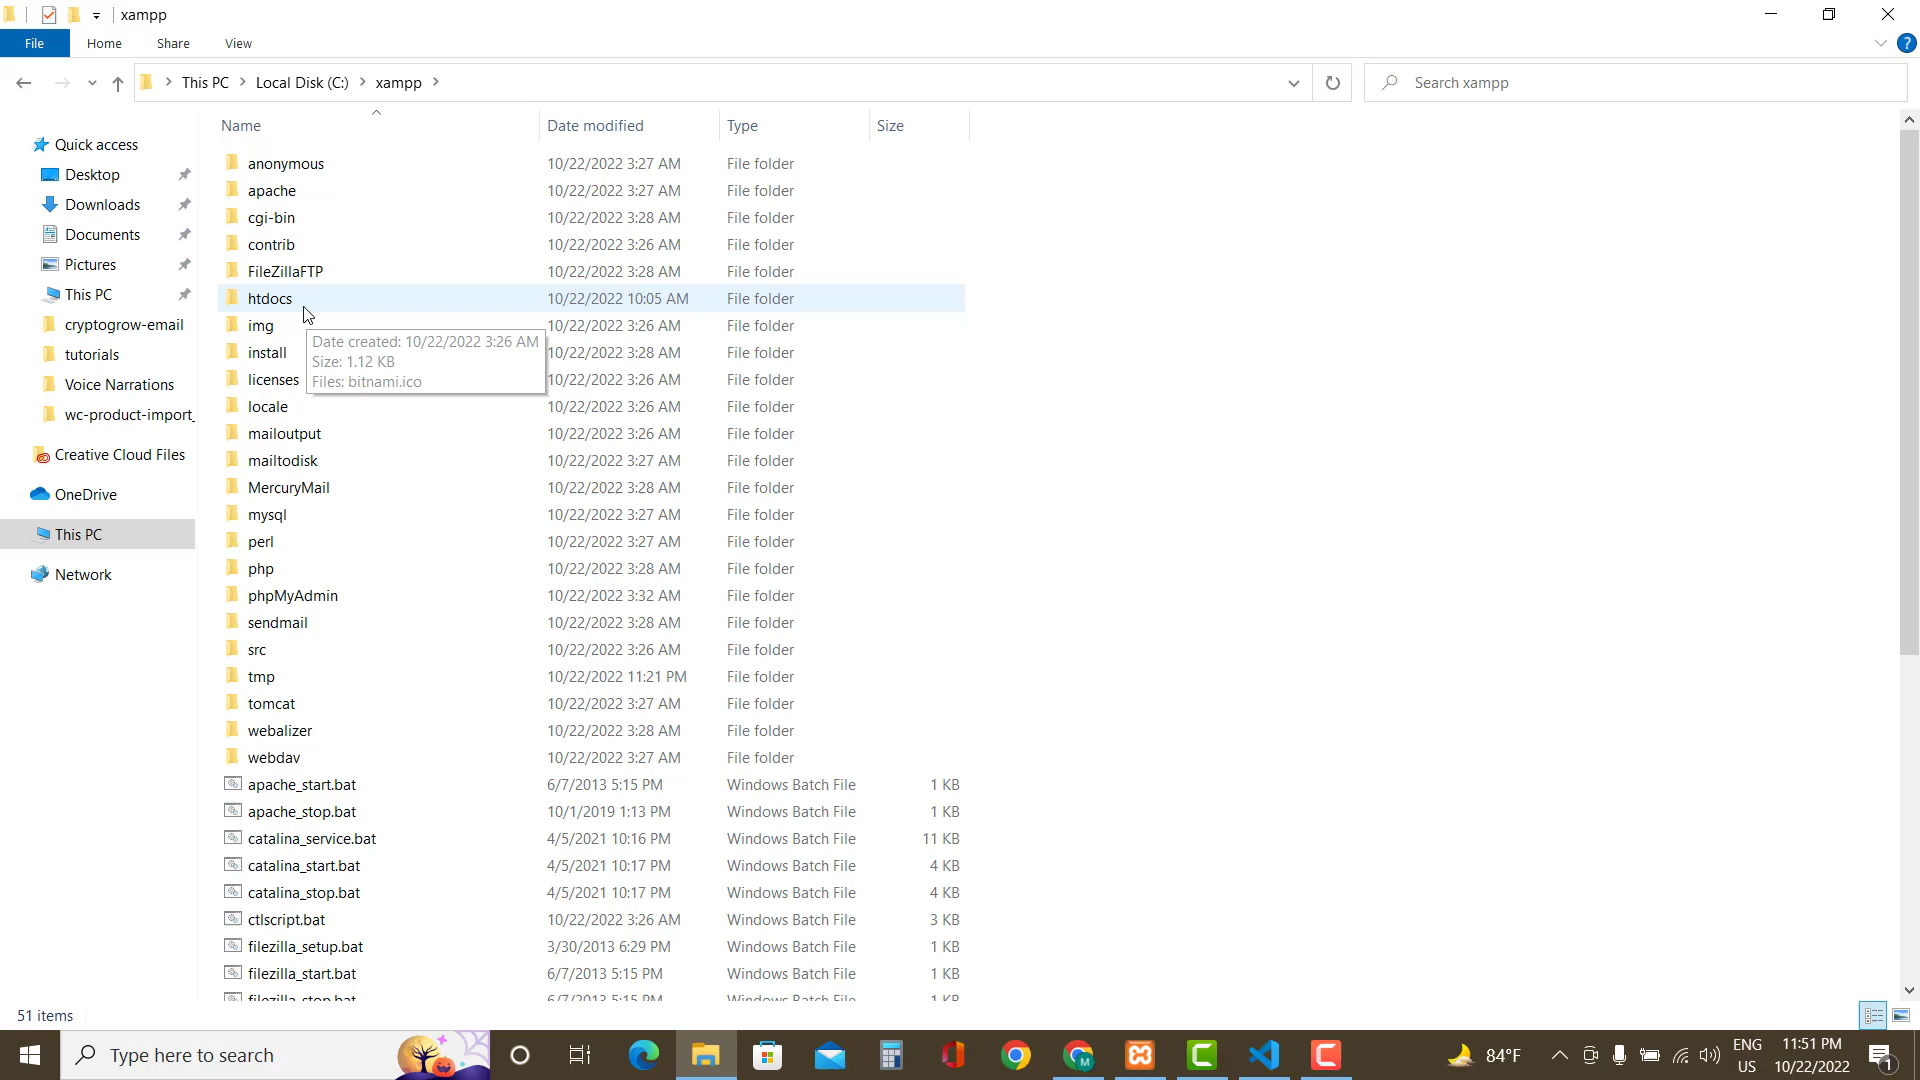 xampp
File Home Share View
This PC Local Disk (C:) xampp
Search xampp
Name Date modified Type Size
Quick access
Desktop
Downloads
Documents
Pictures
This PC
cryptogrow-email
tutorials
Voice Narrations
wc-product-import_
Creative Cloud Files
OneDrive
This PC
Network
anonymous 10/22/2022 3:27 AM File folder
apache 10/22/2022 3:27 AM File folder
cgi-bin 10/22/2022 3:28 AM File folder
contrib 10/22/2022 3:26 AM File folder
FileZillaFTP 10/22/2022 3:28 AM File folder
htdocs 10/22/2022 10:05 AM File folder
img 10/22/2022 3:26 AM File folder
install 10/22/2022 3:28 AM File folder
licenses 10/22/2022 3:26 AM File folder
Date created: 10/22/2022 3:26 AM
Size: 1.12 KB
Files: bitnami.ico
locale 10/22/2022 3:26 AM File folder
mailoutput 10/22/2022 3:26 AM File folder
mailtodisk 10/22/2022 3:27 AM File folder
MercuryMail 10/22/2022 3:28 AM File folder
mysql 10/22/2022 3:27 AM File folder
perl 10/22/2022 3:27 AM File folder
php 10/22/2022 3:28 AM File folder
phpMyAdmin 10/22/2022 3:32 AM File folder
sendmail 10/22/2022 3:28 AM File folder
src 10/22/2022 3:26 AM File folder
tmp 10/22/2022 11:21 PM File folder
tomcat 10/22/2022 3:27 AM File folder
webalizer 10/22/2022 3:28 AM File folder
webdav 10/22/2022 3:27 AM File folder
apache_start.bat 6/7/2013 5:15 PM Windows Batch File 1 KB
apache_stop.bat 10/1/2019 1:13 PM Windows Batch File 1 KB
catalina_service.bat 4/5/2021 10:16 PM Windows Batch File 11 KB
catalina_start.bat 4/5/2021 10:17 PM Windows Batch File 4 KB
catalina_stop.bat 4/5/2021 10:17 PM Windows Batch File 4 KB
ctlscript.bat 10/22/2022 3:26 AM Windows Batch File 3 KB
filezilla_setup.bat 3/30/2013 6:29 PM Windows Batch File 1 KB
filezilla_start.bat 6/7/2013 5:15 PM Windows Batch File 1 KB
filezilla_stop.bat 6/7/2013 5:15 PM Windows Batch File 1 KB
51 items
Type here to search
84°F
ENG
US
11:51 PM
10/22/2022
1